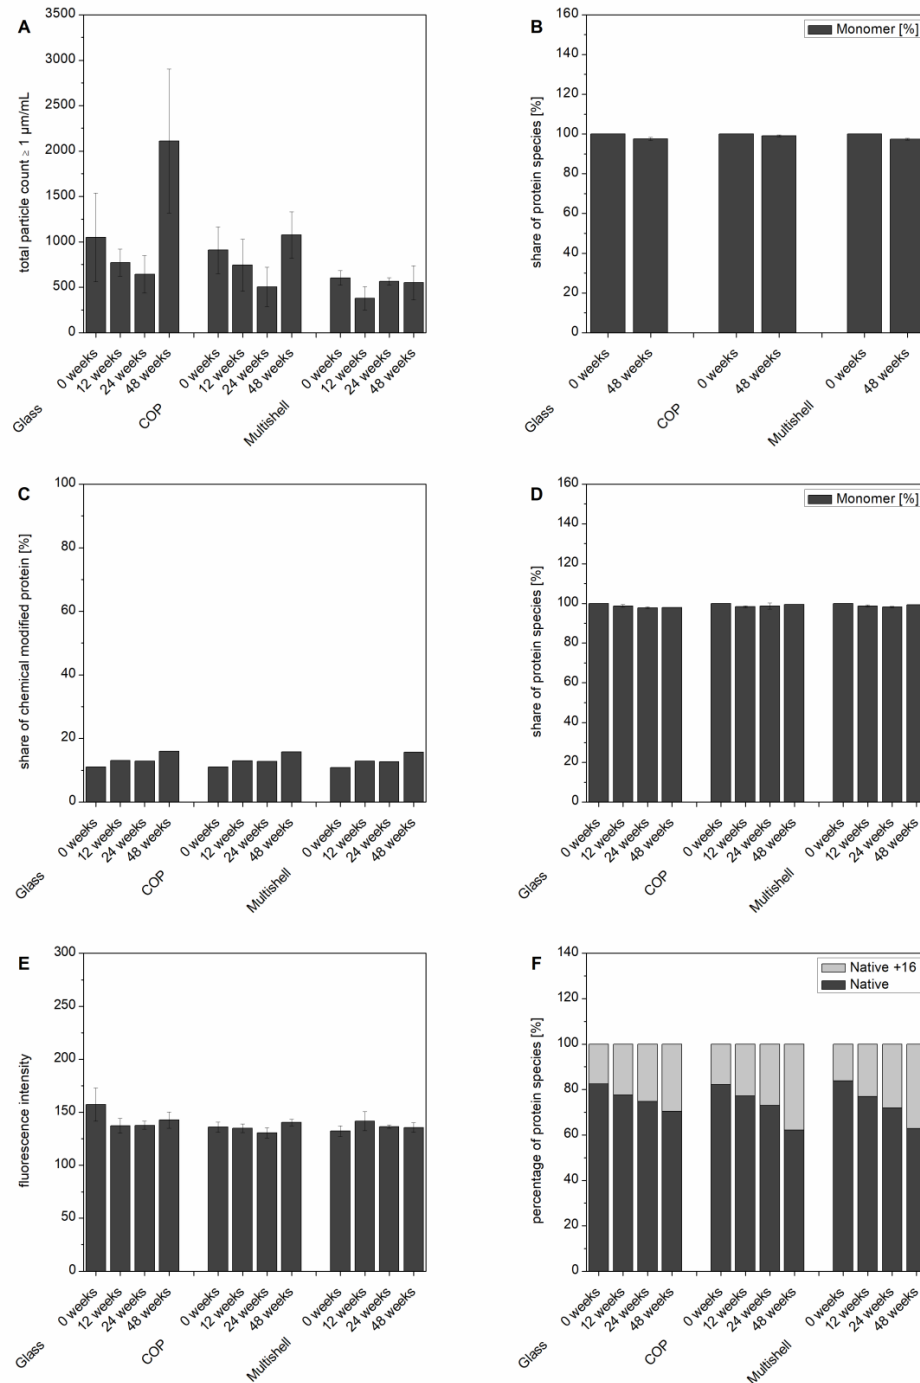 A
total particle count ≥ 1 µm/mL
3500
3000
2500
2000
1500
1000
500
0
0 weeks
12 weeks
24 weeks
48 weeks
0 weeks
12 weeks
24 weeks
48 weeks
0 weeks
12 weeks
24 weeks
48 weeks
Glass
COP
Multishell
B
Monomer [%]
share of protein species [%]
160
140
120
100
80
60
40
20
0
0 weeks
48 weeks
0 weeks
48 weeks
0 weeks
48 weeks
Glass
COP
Multishell
C
share of chemical modified protein [%]
100
80
60
40
20
0
0 weeks
12 weeks
24 weeks
48 weeks
0 weeks
12 weeks
24 weeks
48 weeks
0 weeks
12 weeks
24 weeks
48 weeks
Glass
COP
Multishell
D
Monomer [%]
share of protein species [%]
160
140
120
100
80
60
40
20
0
0 weeks
12 weeks
24 weeks
48 weeks
0 weeks
12 weeks
24 weeks
48 weeks
0 weeks
12 weeks
24 weeks
48 weeks
Glass
COP
Multishell
E
fluorescence intensity
300
250
200
150
100
50
0
0 weeks
12 weeks
24 weeks
48 weeks
0 weeks
12 weeks
24 weeks
48 weeks
0 weeks
12 weeks
24 weeks
48 weeks
Glass
COP
Multishell
F
Native +16
Native
percentage of protein species [%]
140
120
100
80
60
40
20
0
0 weeks
12 weeks
24 weeks
48 weeks
0 weeks
12 weeks
24 weeks
48 weeks
0 weeks
12 weeks
24 weeks
48 weeks
Glass
COP
Multishell